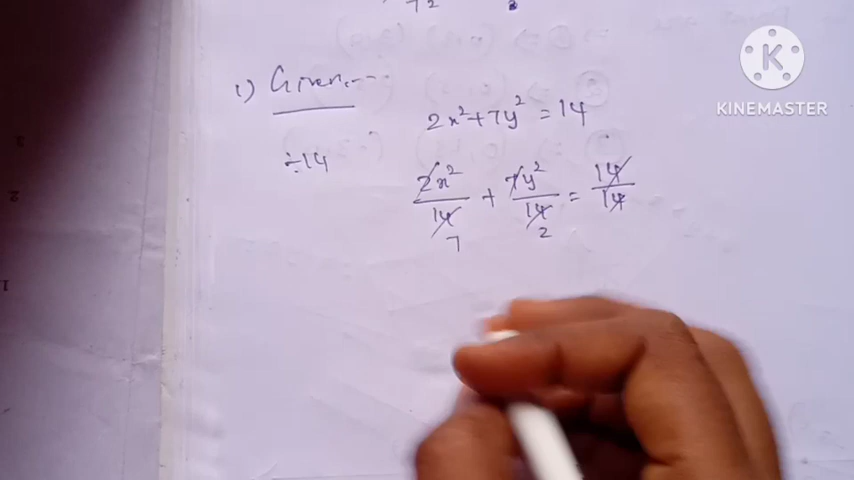 1) Given,---
2x²+7y² = 14
÷14
2x²/14 + 7y²/14 = 14/14
7 2
K
KINEMASTER